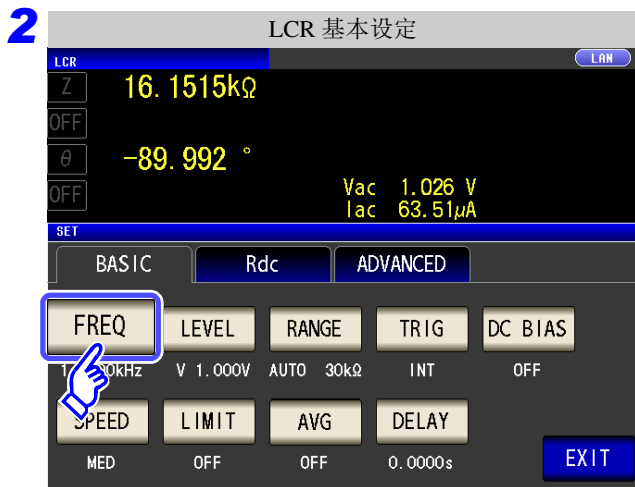 2
LCR 基本设定
LCR
LAN
Z 16.1515kΩ
OFF
θ -89.992 °
OFF
Vac 1.026 V
Iac 63.51μA
SET
BASIC Rdc ADVANCED
FREQ LEVEL RANGE TRIG DC BIAS
V 1.000V AUTO 30kΩ INT OFF
SPEED LIMIT AVG DELAY
MED OFF OFF 0.0000s
EXIT